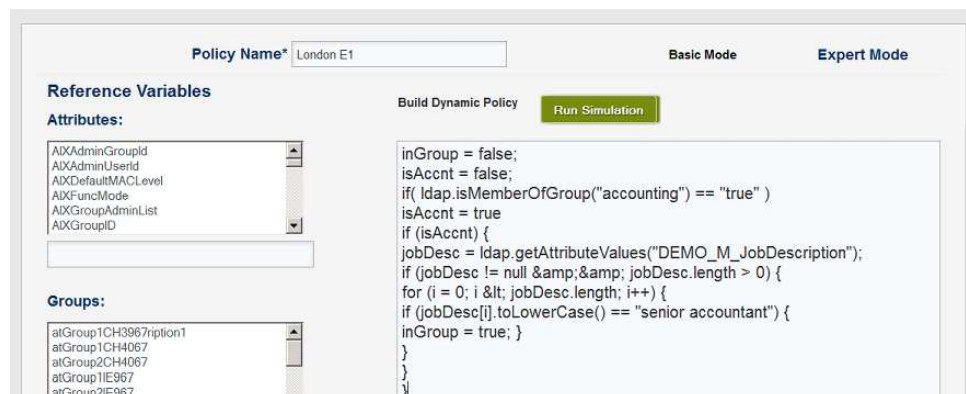 Policy Name* London E1 Basic Mode Expert Mode
Reference Variables
Attributes:
AIXAdminGroupId
AIXAdminUserId
AIXDefaultMACLevel
AIXFuncMode
AIXGroupAdminList
AIXGroupID
Groups:
atGroup1CH3967ription1
atGroup1CH4067
atGroup2CH4067
atGroup1IE967
atGroup2IE967
Build Dynamic Policy Run Simulation
inGroup = false;
isAccnt = false;
if( ldap.isMemberOfGroup("accounting") == "true" )
isAccnt = true
if (isAccnt) {
jobDesc = ldap.getAttributeValues("DEMO_M_JobDescription");
if (jobDesc != null &amp;&amp; jobDesc.length > 0) {
for (i = 0; i &lt; jobDesc.length; i++) {
if (jobDesc[i].toLowerCase() == "senior accountant") {
inGroup = true; }
}
}
}